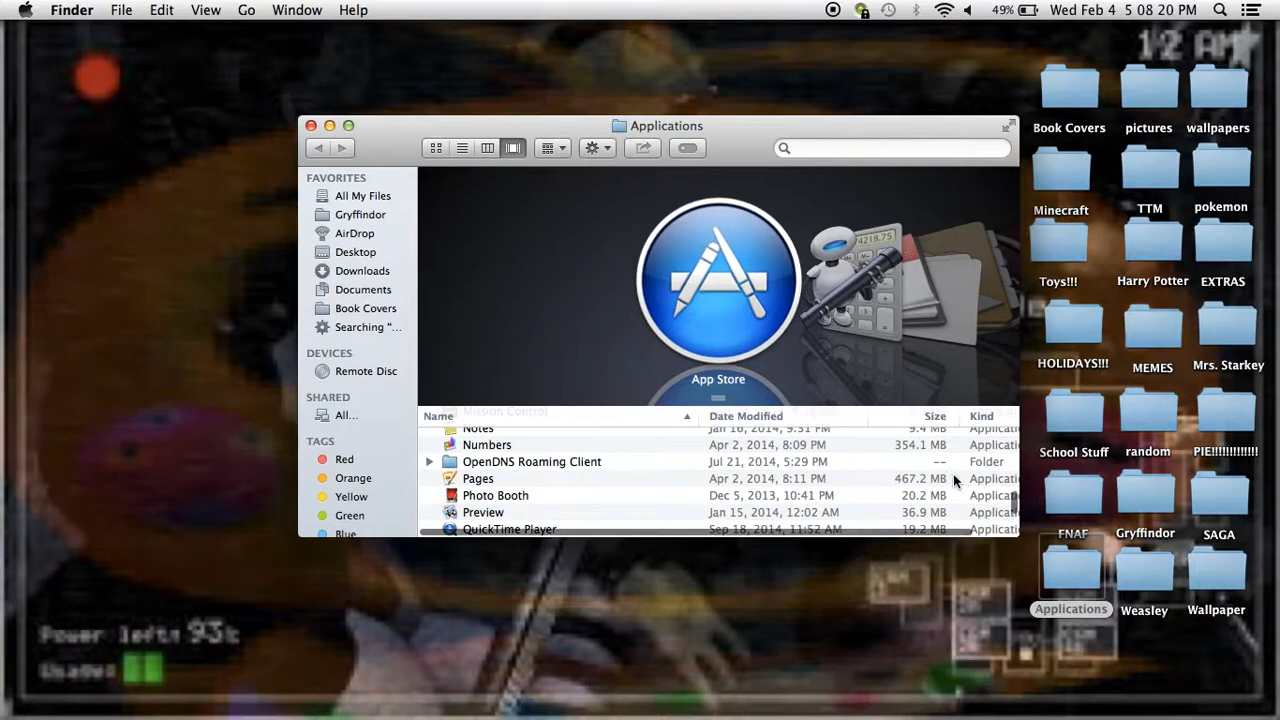 Finder File Edit View Go Window Help 49% Wed Feb 4 5 08 20 PM
12 AM
Applications
FAVORITES
All My Files
Gryffindor
AirDrop
Desktop
Downloads
Documents
Book Covers
Searching "...
DEVICES
Remote Disc
SHARED
All...
TAGS
Red
Orange
Yellow
Green
Blue
4218.75
App Store
Name Date Modified Size Kind
Mission Control
Notes Jan 16, 2014, 9:31 PM 9.4 MB Applicati
Numbers Apr 2, 2014, 8:09 PM 354.1 MB Applicati
OpenDNS Roaming Client Jul 21, 2014, 5:29 PM -- Folder
Pages Apr 2, 2014, 8:11 PM 467.2 MB Applicati
Photo Booth Dec 5, 2013, 10:41 PM 20.2 MB Applicati
Preview Jan 15, 2014, 12:02 AM 36.9 MB Applicati
QuickTime Player Sep 18, 2014, 11:52 AM 19.2 MB Applicati
Book Covers pictures wallpapers
Minecraft TTM pokemon
Toys!!! Harry Potter EXTRAS
HOLIDAYS!!! MEMES Mrs. Starkey
School Stuff random PIE!!!!!!!!!!!!!
FNAF Gryffindor SAGA
Applications Weasley Wallpaper
Power left: 93%
Usage: